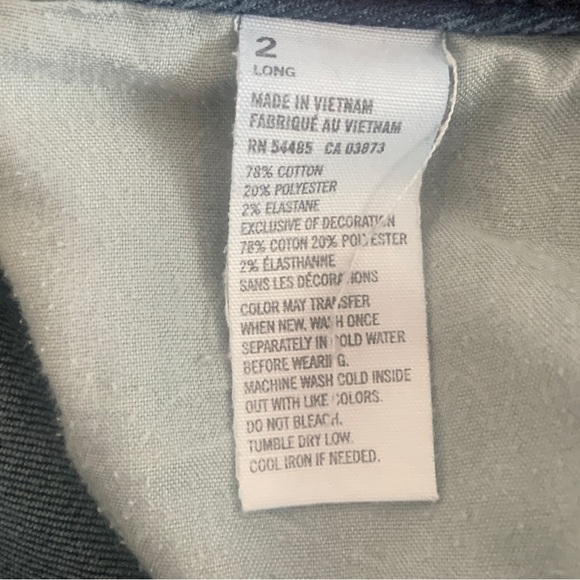 2
LONG
MADE IN VIETNAM
FABRIQUÉ AU VIETNAM
RN 54485 CA 03873
78% COTTON
20% POLYESTER
2% ELASTANE
EXCLUSIVE OF DECORATION
78% COTON 20% POLYESTER
2% ÉLASTHANNE
SANS LES DÉCORATIONS
COLOR MAY TRANSFER
WHEN NEW, WASH ONCE
SEPARATELY IN COLD WATER
BEFORE WEARING.
MACHINE WASH COLD INSIDE
OUT WITH LIKE COLORS.
DO NOT BLEACH.
TUMBLE DRY LOW.
COOL IRON IF NEEDED.